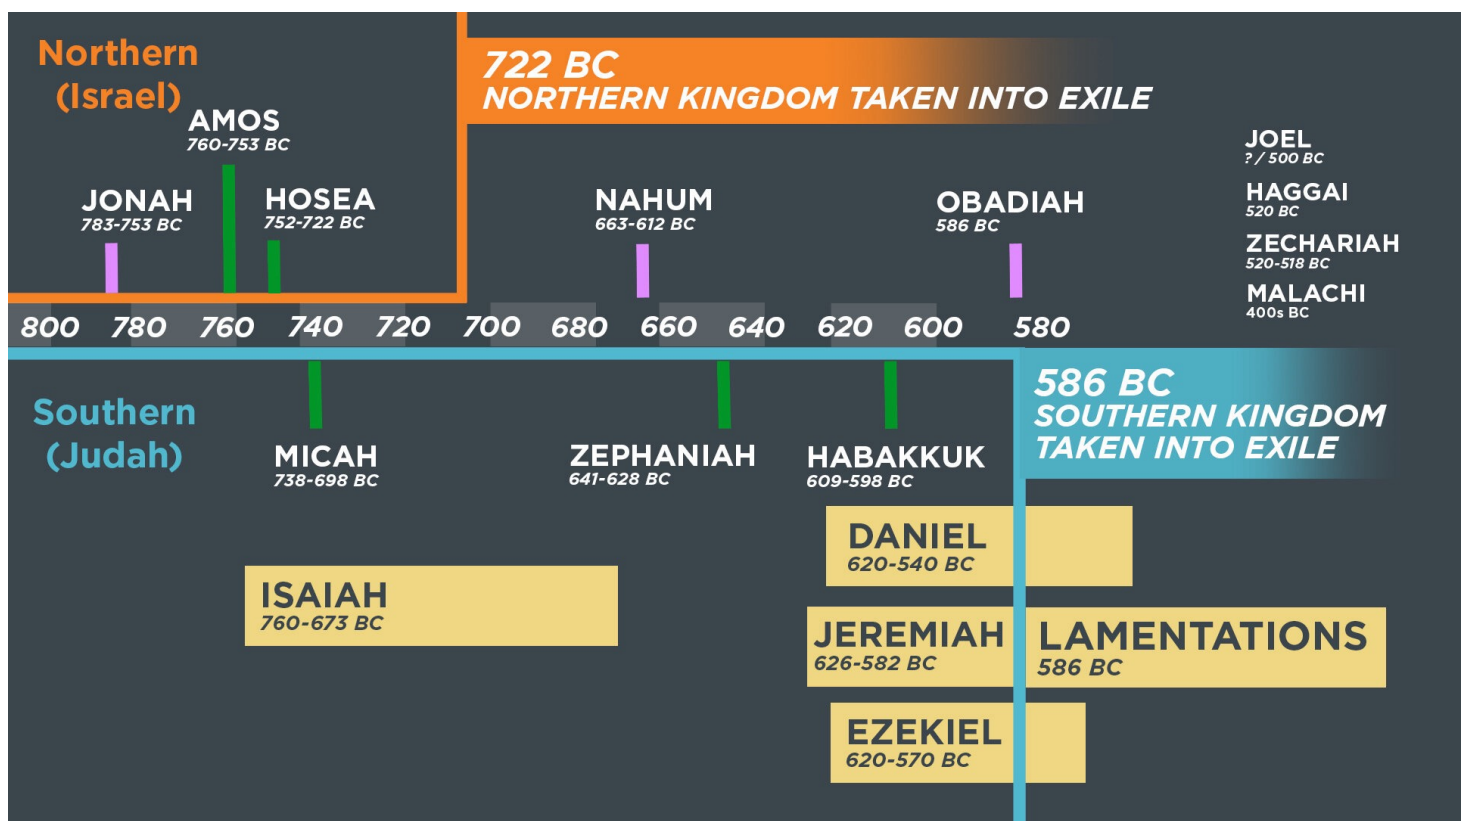 Northern
(Israel)
722 BC
NORTHERN KINGDOM TAKEN INTO EXILE
AMOS
760-753 BC
JONAH
783-753 BC
HOSEA
752-722 BC
NAHUM
663-612 BC
OBADIAH
586 BC
JOEL
? / 500 BC
HAGGAI
520 BC
ZECHARIAH
520-518 BC
MALACHI
400s BC
800 780 760 740 720 700 680 660 640 620 600 580
Southern
(Judah)
586 BC
SOUTHERN KINGDOM
TAKEN INTO EXILE
MICAH
738-698 BC
ZEPHANIAH
641-628 BC
HABAKKUK
609-598 BC
DANIEL
620-540 BC
ISAIAH
760-673 BC
JEREMIAH
626-582 BC
LAMENTATIONS
586 BC
EZEKIEL
620-570 BC